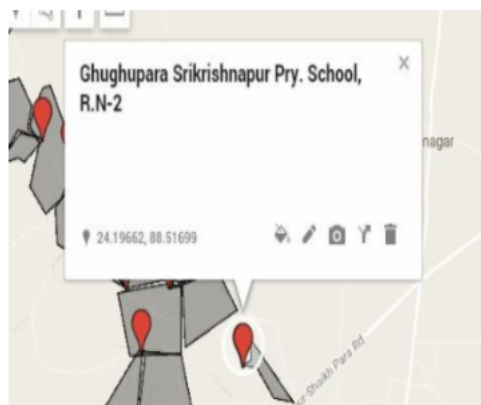 Ghughupara Srikrishnapur Pry. School,
R.N-2
nagar
24.19662, 88.51699
ur-Shaikh Para Rd